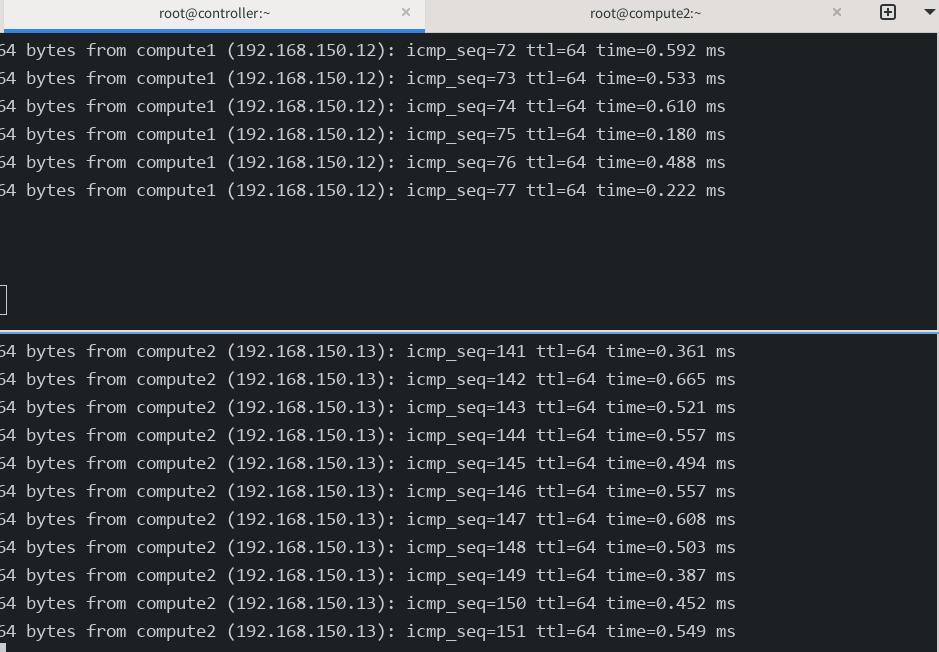 root@controller:~ × root@compute2:~ ×
64 bytes from compute1 (192.168.150.12): icmp_seq=72 ttl=64 time=0.592 ms
64 bytes from compute1 (192.168.150.12): icmp_seq=73 ttl=64 time=0.533 ms
64 bytes from compute1 (192.168.150.12): icmp_seq=74 ttl=64 time=0.610 ms
64 bytes from compute1 (192.168.150.12): icmp_seq=75 ttl=64 time=0.180 ms
64 bytes from compute1 (192.168.150.12): icmp_seq=76 ttl=64 time=0.488 ms
64 bytes from compute1 (192.168.150.12): icmp_seq=77 ttl=64 time=0.222 ms
64 bytes from compute2 (192.168.150.13): icmp_seq=141 ttl=64 time=0.361 ms
64 bytes from compute2 (192.168.150.13): icmp_seq=142 ttl=64 time=0.665 ms
64 bytes from compute2 (192.168.150.13): icmp_seq=143 ttl=64 time=0.521 ms
64 bytes from compute2 (192.168.150.13): icmp_seq=144 ttl=64 time=0.557 ms
64 bytes from compute2 (192.168.150.13): icmp_seq=145 ttl=64 time=0.494 ms
64 bytes from compute2 (192.168.150.13): icmp_seq=146 ttl=64 time=0.557 ms
64 bytes from compute2 (192.168.150.13): icmp_seq=147 ttl=64 time=0.608 ms
64 bytes from compute2 (192.168.150.13): icmp_seq=148 ttl=64 time=0.503 ms
64 bytes from compute2 (192.168.150.13): icmp_seq=149 ttl=64 time=0.387 ms
64 bytes from compute2 (192.168.150.13): icmp_seq=150 ttl=64 time=0.452 ms
64 bytes from compute2 (192.168.150.13): icmp_seq=151 ttl=64 time=0.549 ms